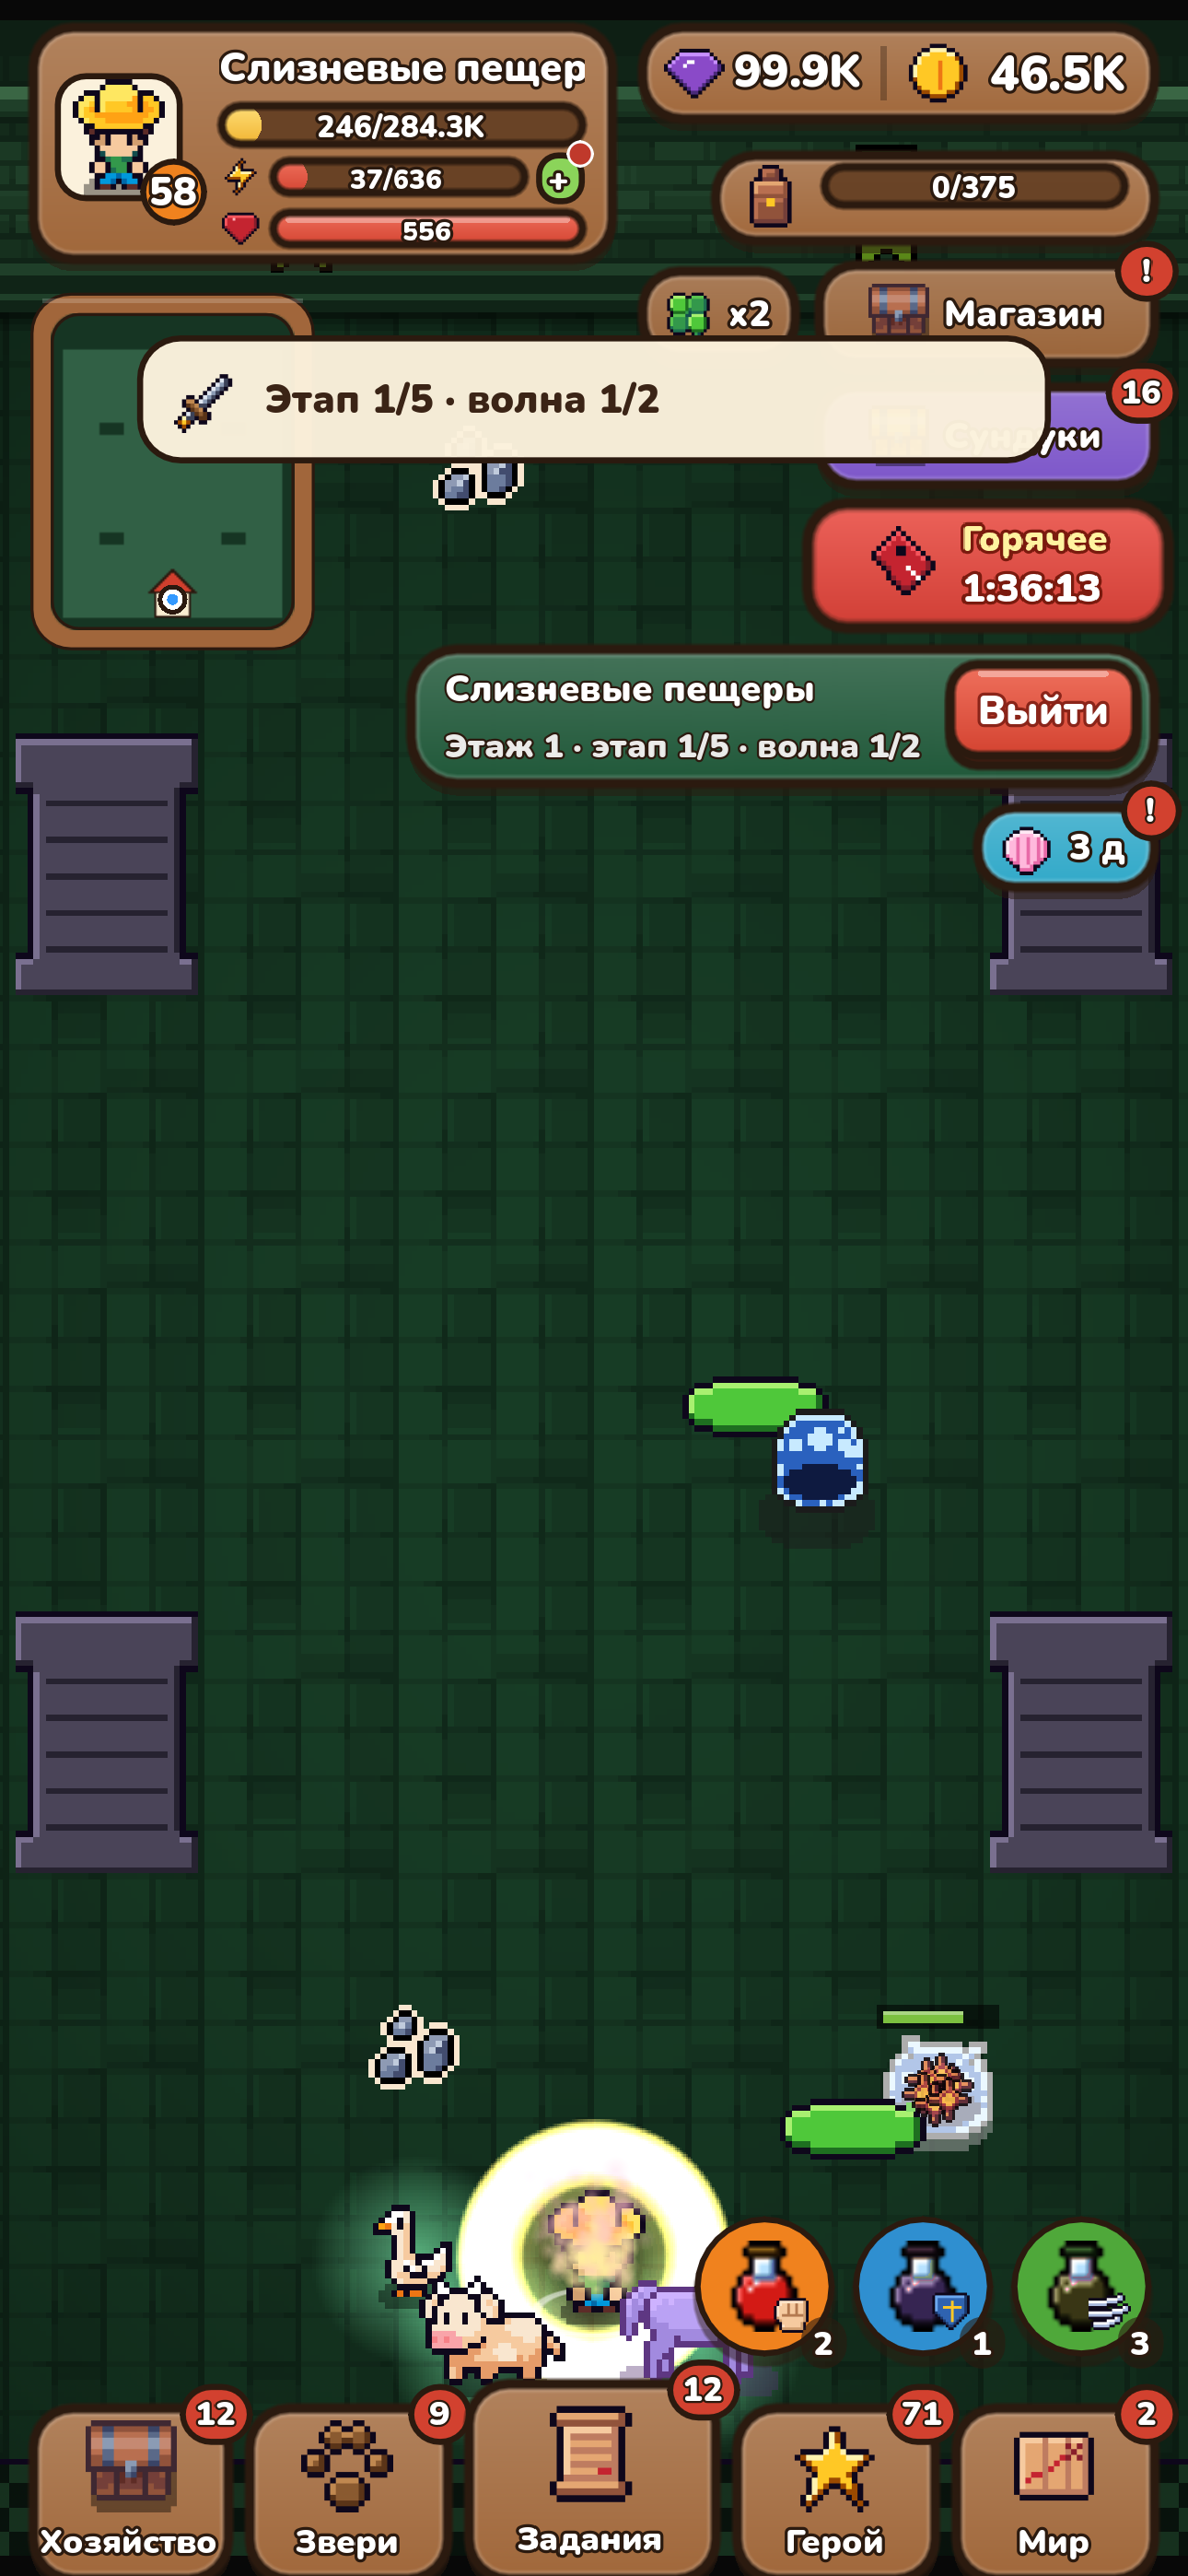 Слизневые пещер
246/284.3K
37/636
556
58
99.9K
46.5K
0/375
x2
Магазин
!
Этап 1/5 · волна 1/2
Сундуки
16
Горячее
1:36:13
Слизневые пещеры
Этаж 1 · этап 1/5 · волна 1/2
Выйти
3 д
!
2
1
3
12
Хозяйство
9
Звери
12
Задания
71
Герой
2
Мир